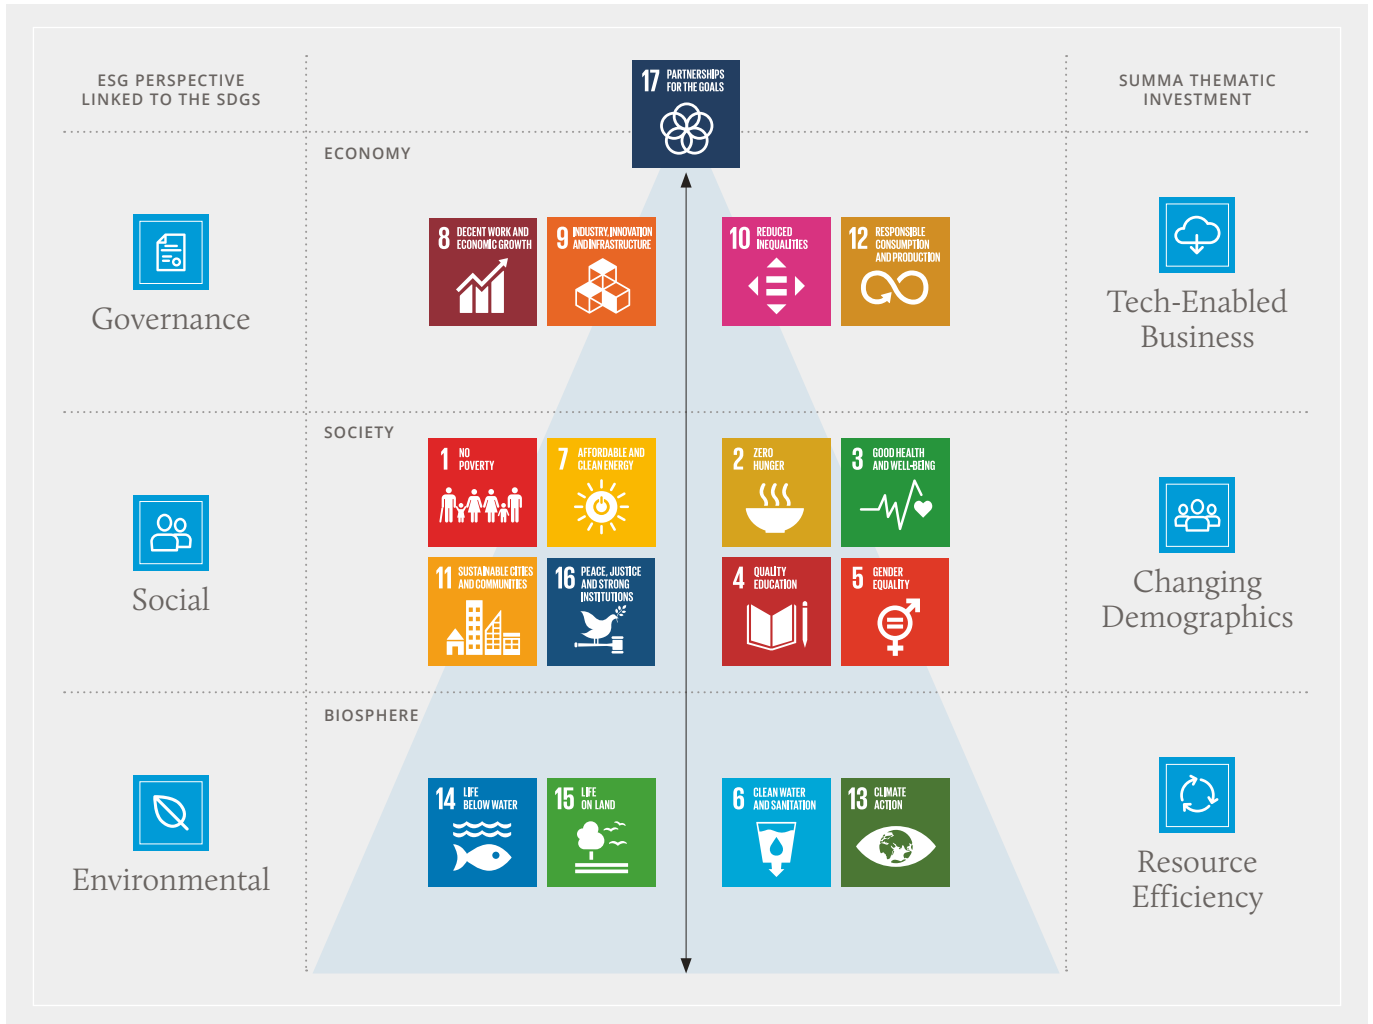 ESG PERSPECTIVE
LINKED TO THE SDGS
17 PARTNERSHIPS
FOR THE GOALS
SUMMA THEMATIC
INVESTMENT
ECONOMY
Governance
8 DECENT WORK AND
ECONOMIC GROWTH
9 INDUSTRY, INNOVATION
AND INFRASTRUCTURE
10 REDUCED
INEQUALITIES
12 RESPONSIBLE
CONSUMPTION
AND PRODUCTION
Tech-Enabled
Business
SOCIETY
Social
1 NO
POVERTY
7 AFFORDABLE AND
CLEAN ENERGY
2 ZERO
HUNGER
3 GOOD HEALTH
AND WELL-BEING
11 SUSTAINABLE CITIES
AND COMMUNITIES
16 PEACE, JUSTICE
AND STRONG
INSTITUTIONS
4 QUALITY
EDUCATION
5 GENDER
EQUALITY
Changing
Demographics
BIOSPHERE
Environmental
14 LIFE
BELOW WATER
15 LIFE
ON LAND
6 CLEAN WATER
AND SANITATION
13 CLIMATE
ACTION
Resource
Efficiency